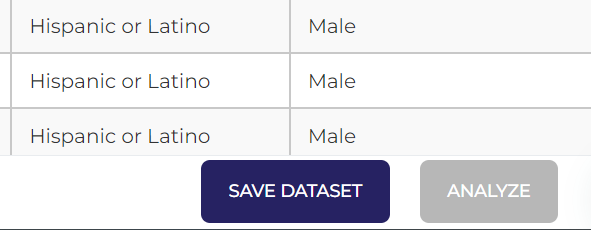 Hispanic or Latino Male
Hispanic or Latino Male
Hispanic or Latino Male
SAVE DATASET ANALYZE